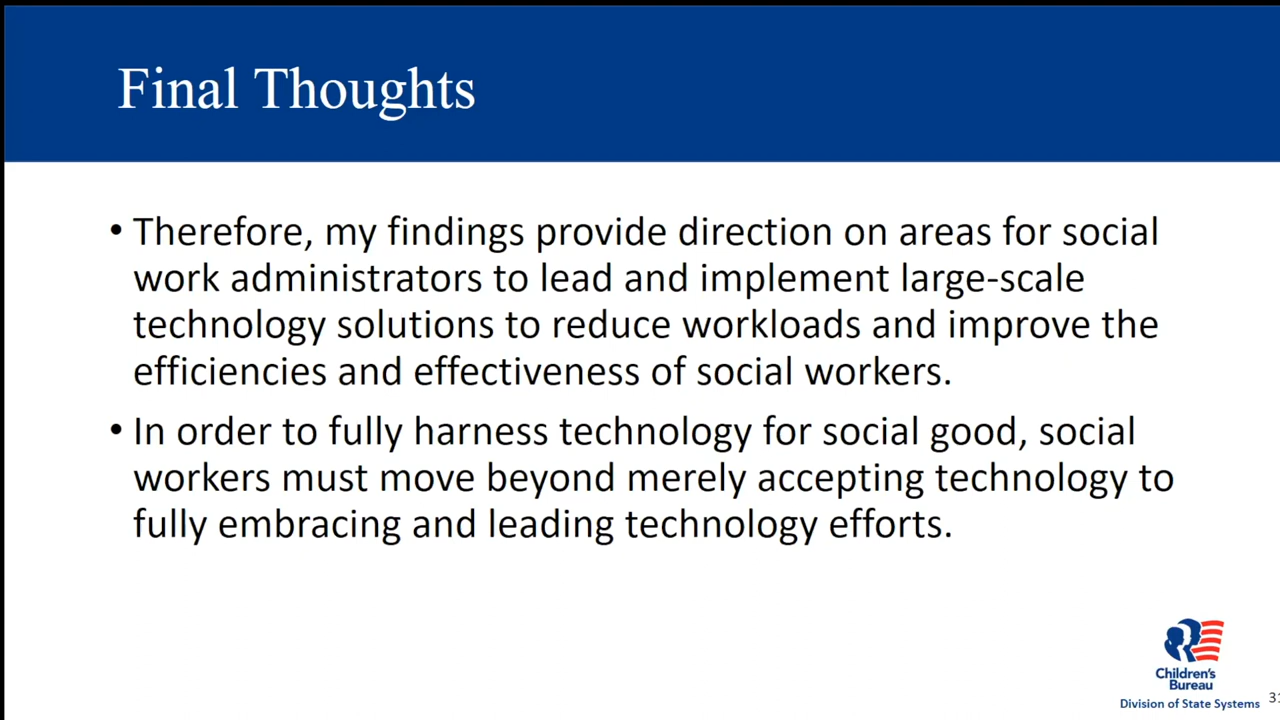 Final Thoughts
• Therefore, my findings provide direction on areas for social
work administrators to lead and implement large-scale
technology solutions to reduce workloads and improve the
efficiencies and effectiveness of social workers.
• In order to fully harness technology for social good, social
workers must move beyond merely accepting technology to
fully embracing and leading technology efforts.
Children's
Bureau
Division of State Systems
31